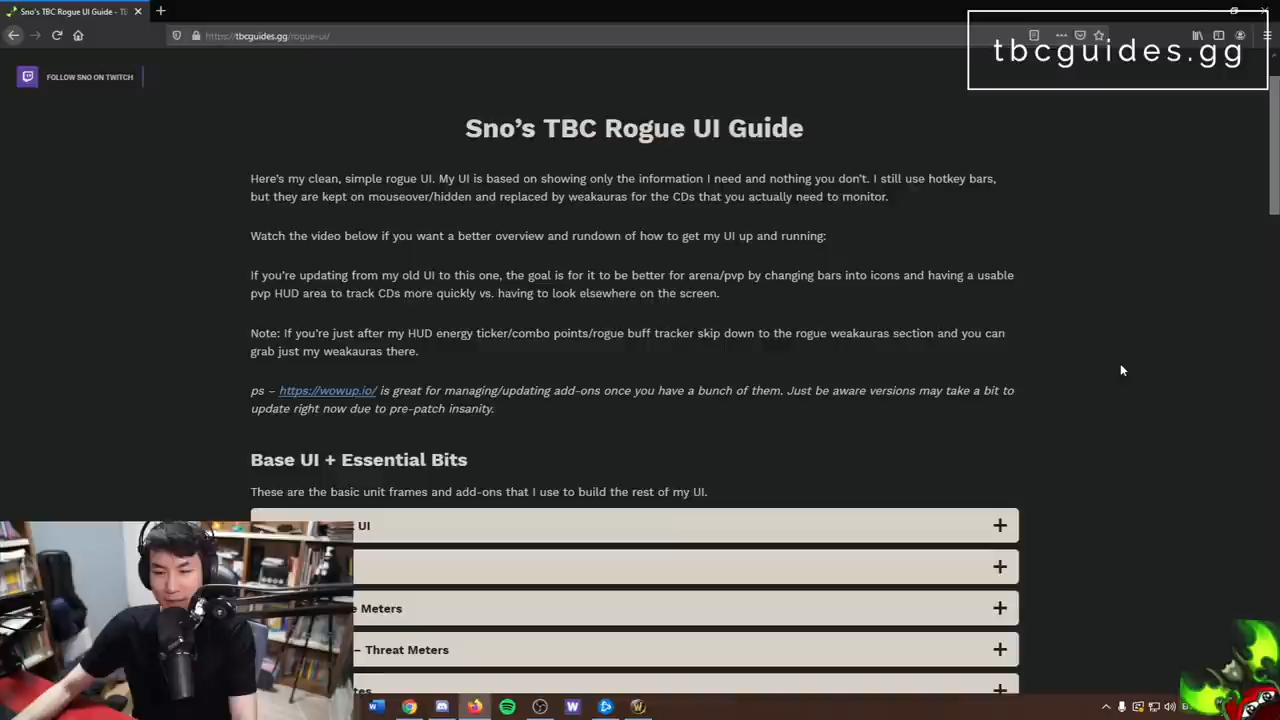 Sno's TBC Rogue UI Guide - TE
https://tbcguides.gg/rogue-ui/
tbcguides.gg
FOLLOW SNO ON TWITCH
Sno's TBC Rogue UI Guide
Here's my clean, simple rogue UI. My UI is based on showing only the information I need and nothing you don't. I still use hotkey bars,
but they are kept on mouseover/hidden and replaced by weakauras for the CDs that you actually need to monitor.
Watch the video below if you want a better overview and rundown of how to get my UI up and running:
If you're updating from my old UI to this one, the goal is for it to be better for arena/pvp by changing bars into icons and having a usable
pvp HUD area to track CDs more quickly vs. having to look elsewhere on the screen.
Note: If you're just after my HUD energy ticker/combo points/rogue buff tracker skip down to the rogue weakauras section and you can
grab just my weakauras there.
ps – https://wowup.io/ is great for managing/updating add-ons once you have a bunch of them. Just be aware versions may take a bit to
update right now due to pre-patch insanity.
Base UI + Essential Bits
These are the basic unit frames and add-ons that I use to build the rest of my UI.
UI
e Meters
– Threat Meters